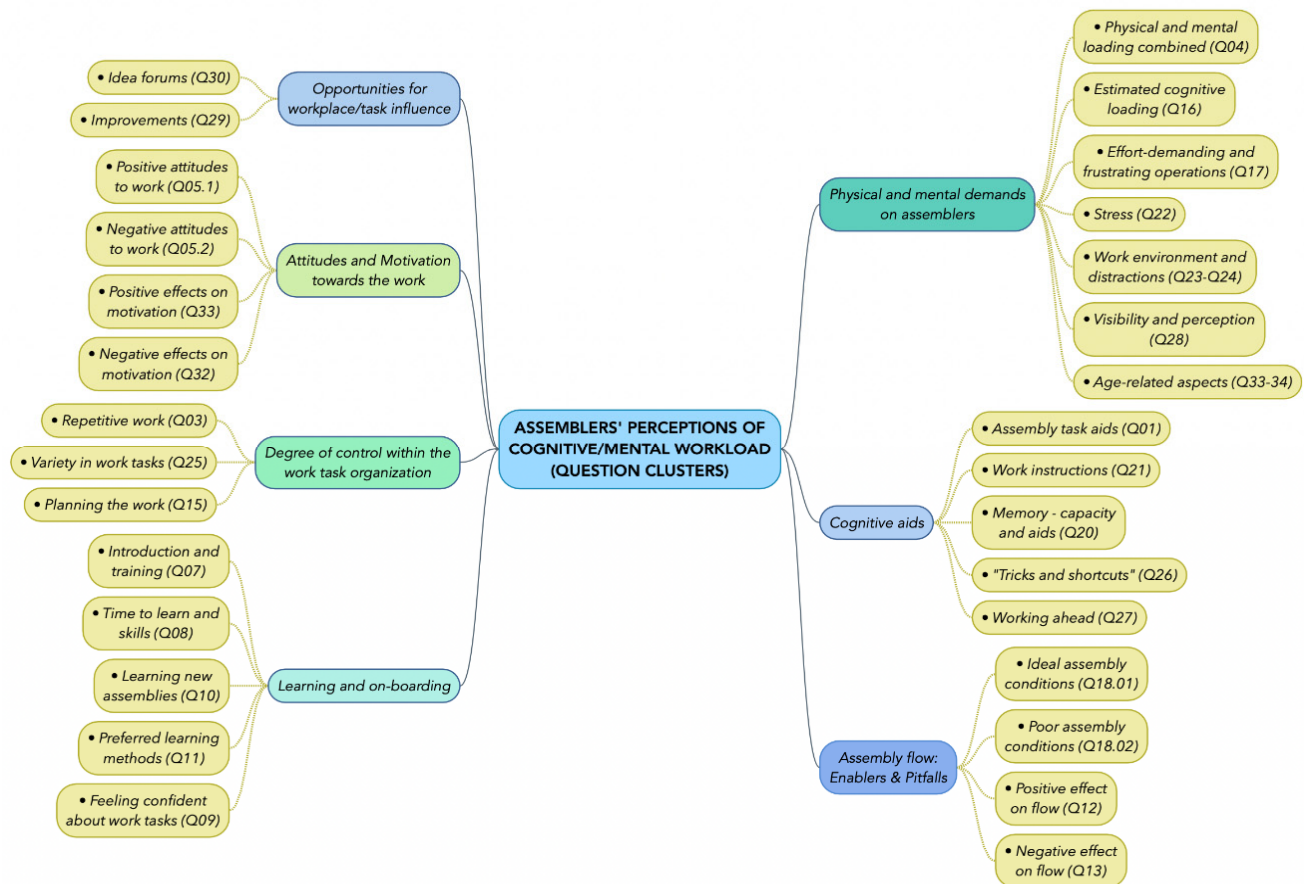 ASSEMBLERS' PERCEPTIONS OF
COGNITIVE/MENTAL WORKLOAD
(QUESTION CLUSTERS)
Opportunities for
workplace/task influence
• Idea forums (Q30)
• Improvements (Q29)
Attitudes and Motivation
towards the work
• Positive attitudes
to work (Q05.1)
• Negative attitudes
to work (Q05.2)
• Positive effects on
motivation (Q33)
• Negative effects on
motivation (Q32)
Degree of control within the
work task organization
• Repetitive work (Q03)
• Variety in work tasks (Q25)
• Planning the work (Q15)
Learning and on-boarding
• Introduction and
training (Q07)
• Time to learn and
skills (Q08)
• Learning new
assemblies (Q10)
• Preferred learning
methods (Q11)
• Feeling confident
about work tasks (Q09)
Physical and mental demands
on assemblers
• Physical and mental
loading combined (Q04)
• Estimated cognitive
loading (Q16)
• Effort-demanding and
frustrating operations (Q17)
• Stress (Q22)
• Work environment and
distractions (Q23-Q24)
• Visibility and perception
(Q28)
• Age-related aspects (Q33-34)
Cognitive aids
• Assembly task aids (Q01)
• Work instructions (Q21)
• Memory - capacity
and aids (Q20)
• "Tricks and shortcuts" (Q26)
• Working ahead (Q27)
Assembly flow:
Enablers & Pitfalls
• Ideal assembly
conditions (Q18.01)
• Poor assembly
conditions (Q18.02)
• Positive effect
on flow (Q12)
• Negative effect
on flow (Q13)